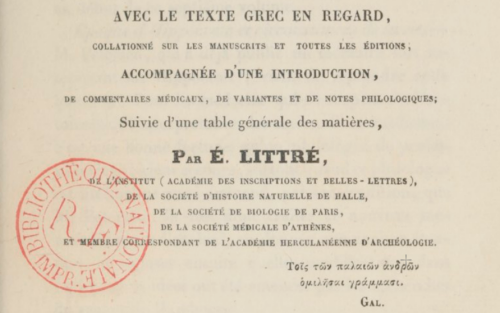 AVEC LE TEXTE GREC EN REGARD,
COLLATIONNÉ SUR LES MANUSCRITS ET TOUTES LES ÉDITIONS;
ACCOMPAGNÉE D'UNE INTRODUCTION,
DE COMMENTAIRES MÉDICAUX, DE VARIANTES ET DE NOTES PHILOLOGIQUES;
Suivie d'une table générale des matières,
PAR É. LITTRÉ,
DE L'INSTITUT (ACADÉMIE DES INSCRIPTIONS ET BELLES-LETTRES),
DE LA SOCIÉTÉ D'HISTOIRE NATURELLE DE HALLE,
DE LA SOCIÉTÉ DE BIOLOGIE DE PARIS,
DE LA SOCIÉTÉ MÉDICALE D'ATHÈNES,
ET MEMBRE CORRESPONDANT DE L'ACADÉMIE HERCULANÉENNE D'ARCHÉOLOGIE.
BIBLIOTHÈQUE NATIONALE
R.F.
IMPR.
Τοῖς τῶν παλαιῶν ἀνδρῶν
ὁμιλῆσαι γράμμασι.
GAL.